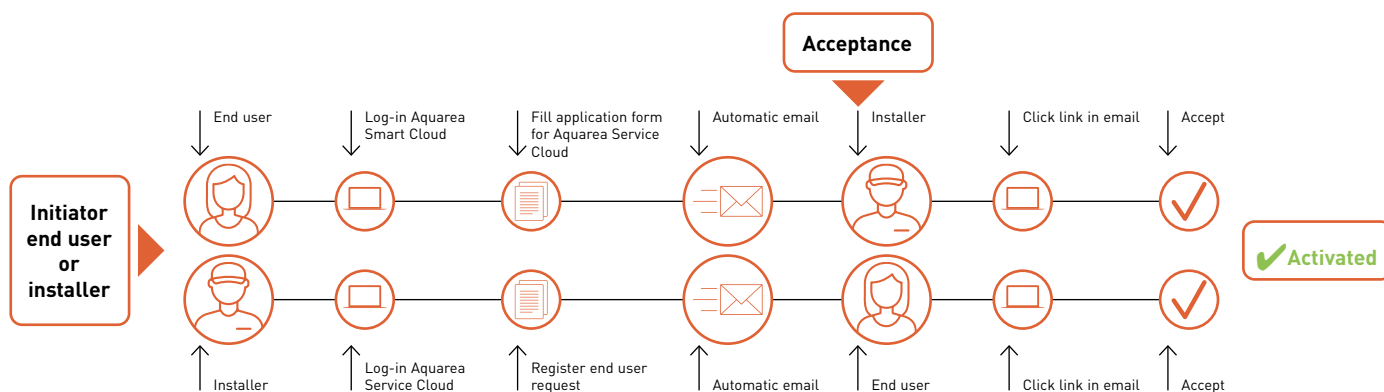 Acceptance
End user
Log-in Aquarea
Smart Cloud
Fill application form
for Aquarea Service
Cloud
Automatic email
Installer
Click link in email
Accept
Initiator
end user
or
installer
Activated
Installer
Log-in Aquarea
Service Cloud
Register end user
request
Automatic email
End user
Click link in email
Accept